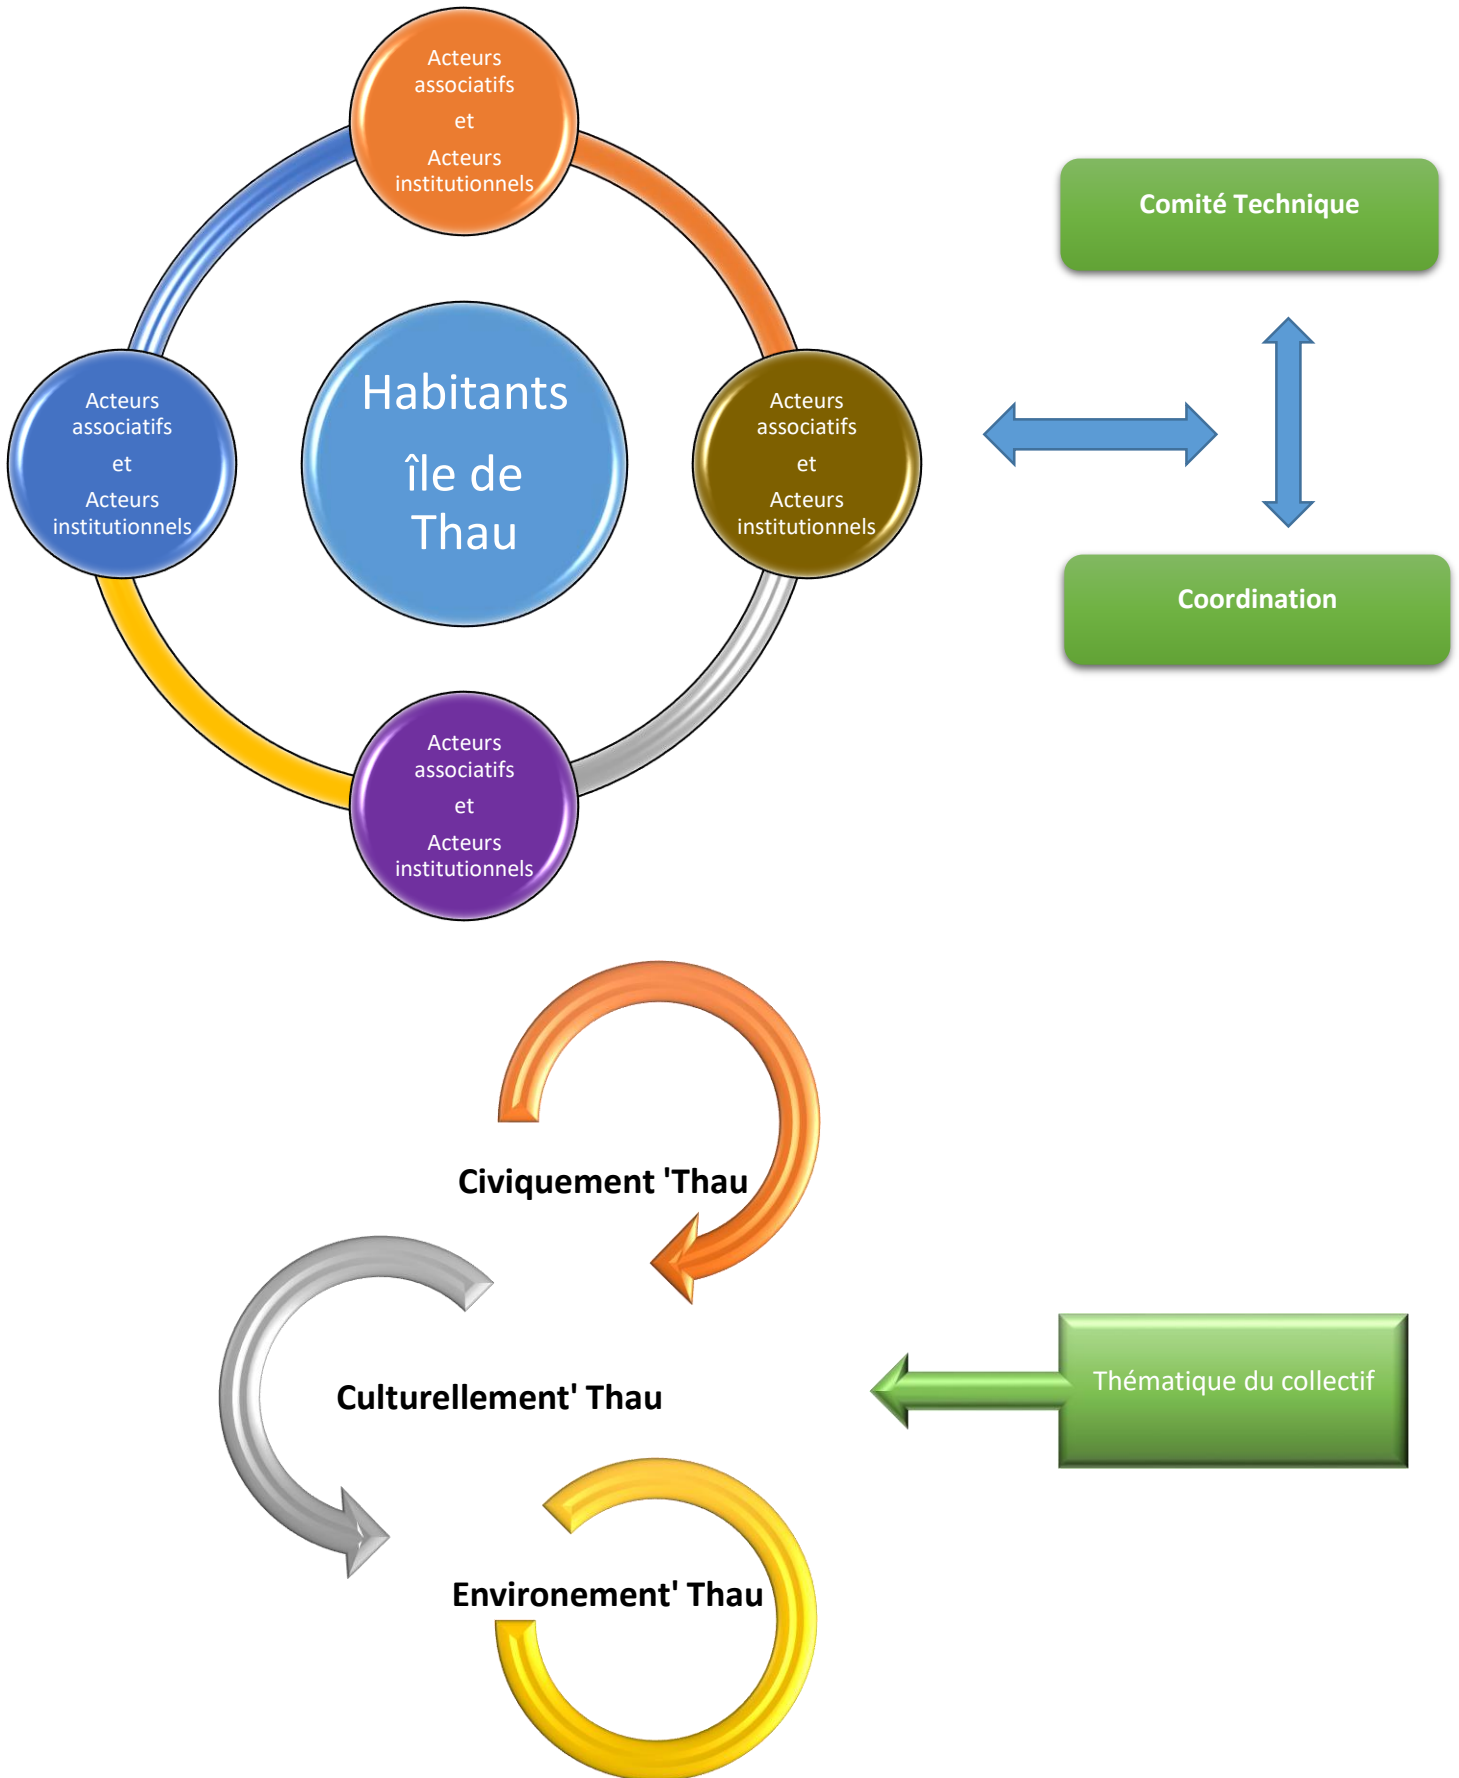 Acteurs
associatifs
et
Acteurs
institutionnels
Comité Technique
Habitants
île de
Thau
Acteurs
associatifs
et
Acteurs
institutionnels
Acteurs
associatifs
et
Acteurs
institutionnels
Coordination
Acteurs
associatifs
et
Acteurs
institutionnels
Civiquement 'Thau
Culturellement' Thau
Thématique du collectif
Environement' Thau